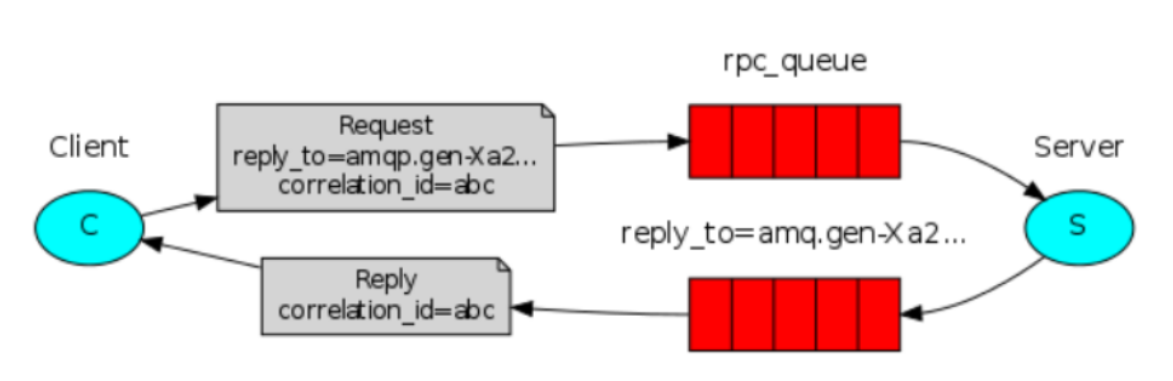 rpc_queue
Client
Request
reply_to=amqp.gen-Xa2...
correlation_id=abc
Server
C
S
reply_to=amq.gen-Xa2...
Reply
correlation_id=abc